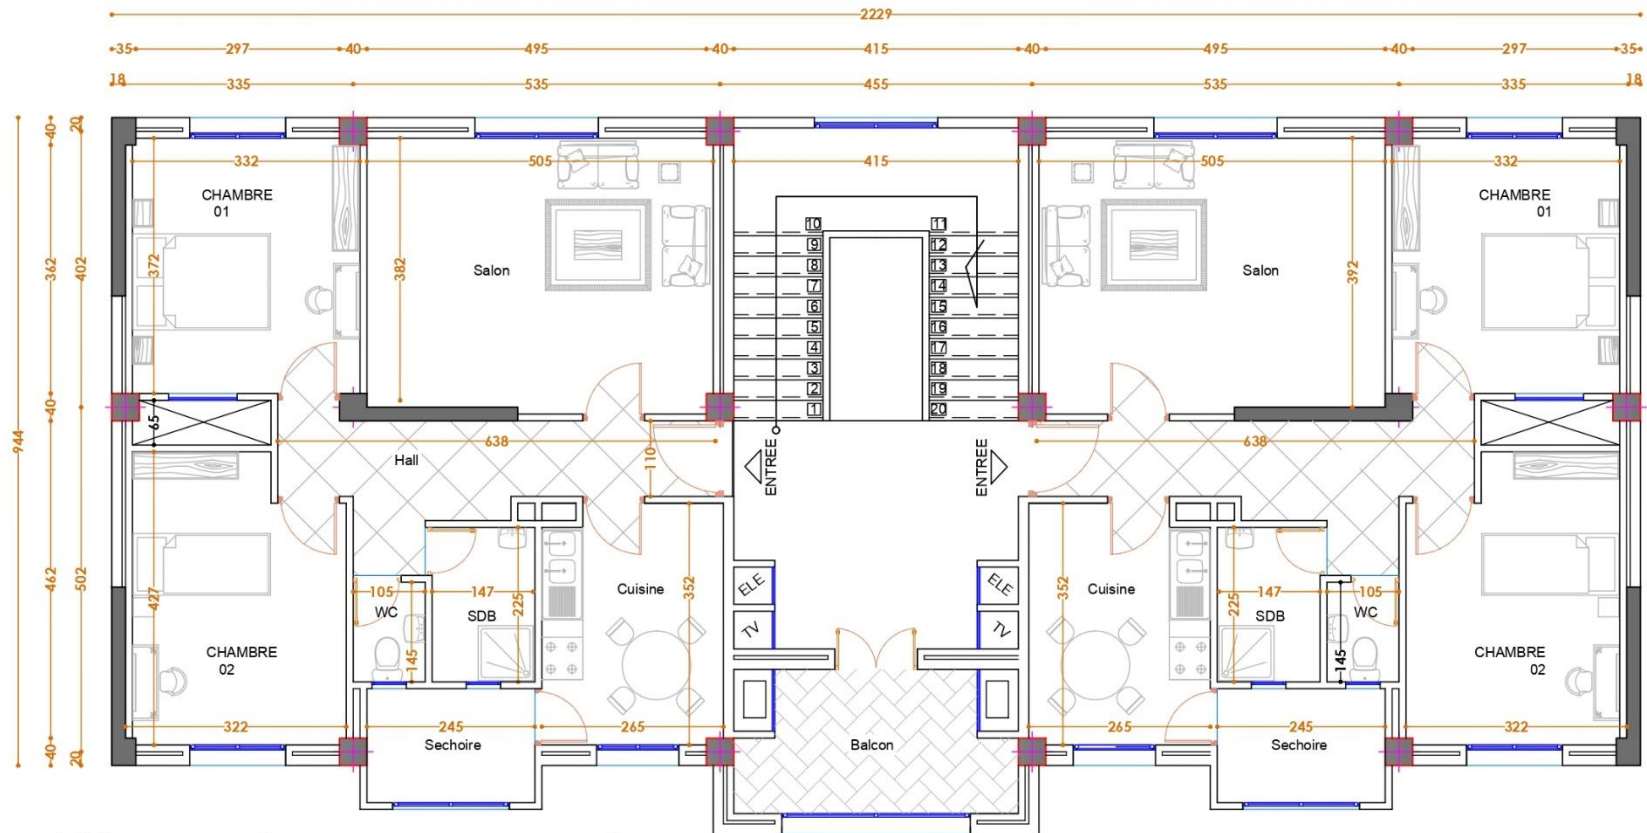 2229
35 297 40 495 40 415 40 495 40 297 35
18 335 535 455 535 335 18
40 20
332 505 415 505 332
CHAMBRE
01
CHAMBRE
01
10 11
9 12
8 13
7 14
6 15
5 16
4 17
3 18
2 19
1 20
362 402 372 382 392
Salon
Salon
944
40 65
638 638
Hall
110
ENTREE
ENTREE
462 502 427
352 352
ELE
ELE
TV
TV
Cuisine
Cuisine
105 147 225
225 147 105
WC
SDB
SDB
WC
145
145
CHAMBRE
02
CHAMBRE
02
322 245 265 265 245 322
Sechoire
Balcon
Sechoire
40 20